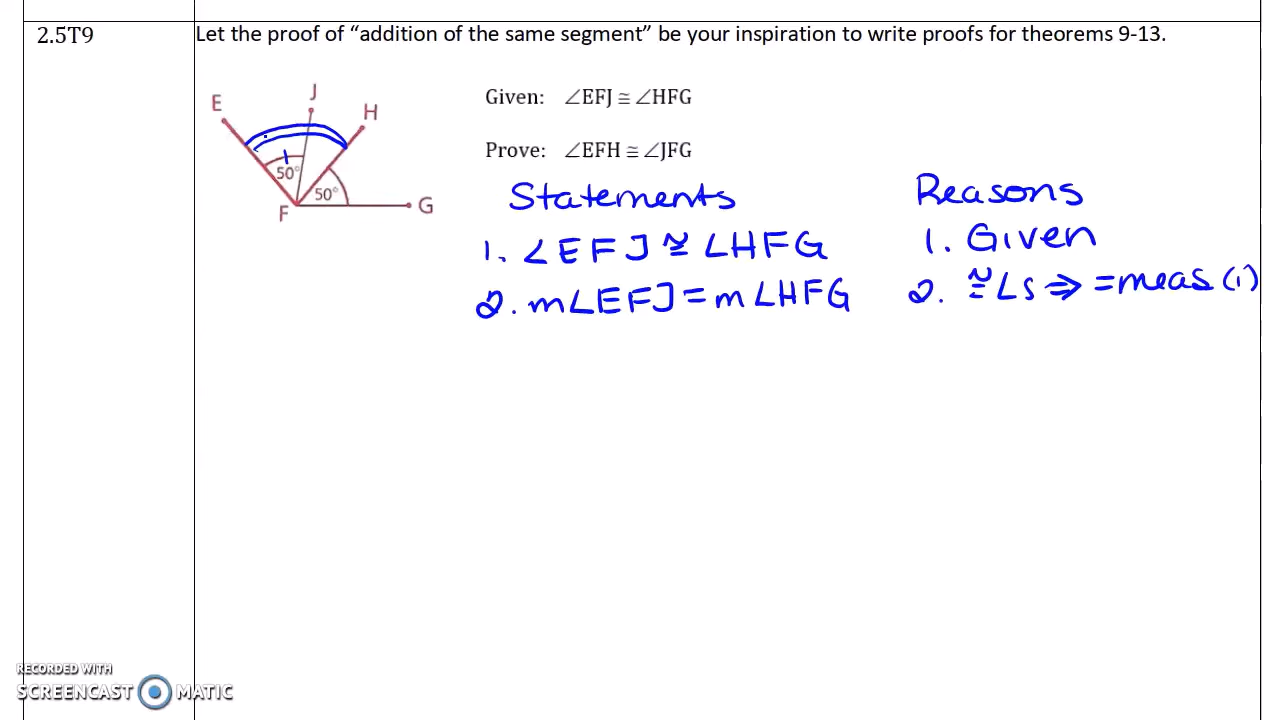 2.5T9
Let the proof of “addition of the same segment” be your inspiration to write proofs for theorems 9-13.
E
J
H
50°
50°
F
G
Given: ∠EFJ ≅ ∠HFG
Prove: ∠EFH ≅ ∠JFG
Statements Reasons
1. ∠EFJ ≅ ∠HFG 1. Given
2. m∠EFJ = m∠HFG 2. ≅∠s ⇒ = meas (1)
RECORDED WITH
SCREENCAST MATIC